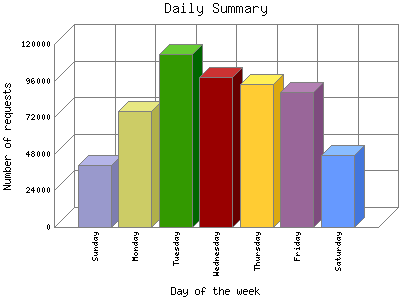 Daily Summary
Number of requests
120000
96000
72000
48000
24000
0
Sunday
Monday
Tuesday
Wednesday
Thursday
Friday
Saturday
Day of the week